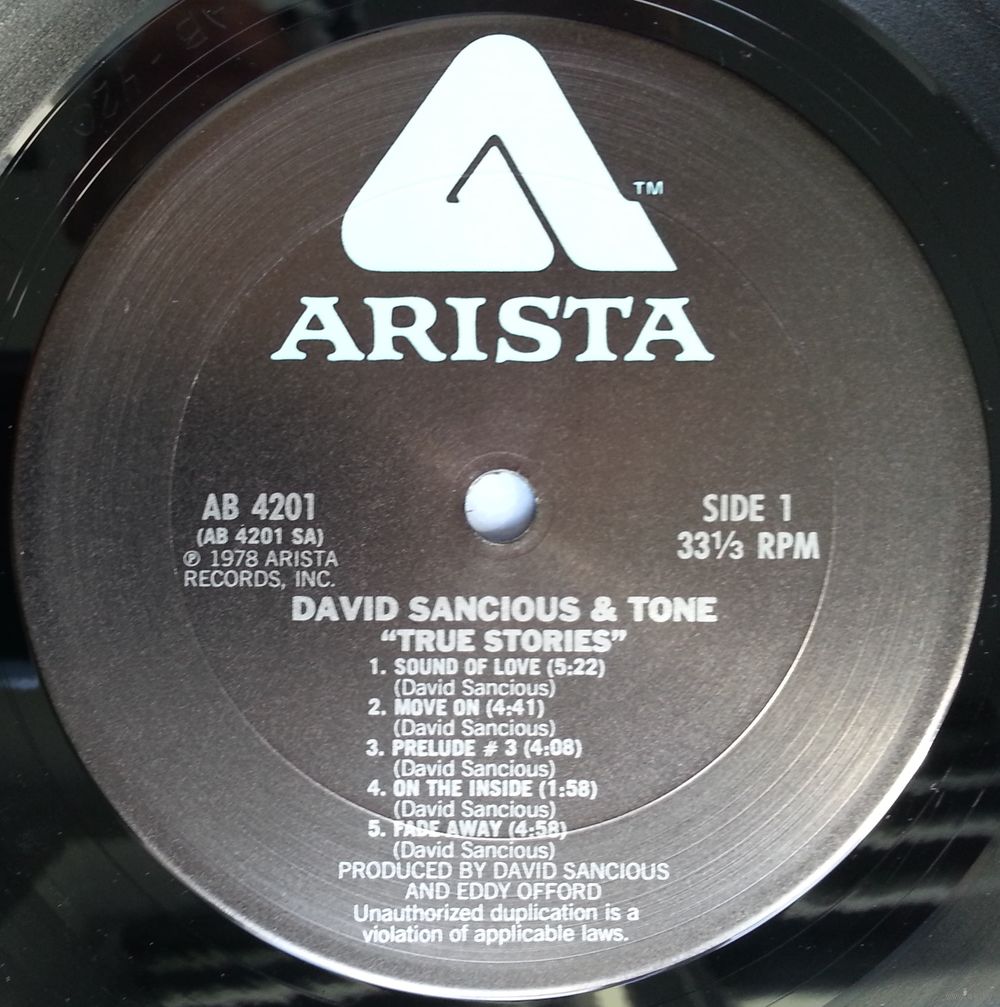 TM
ARISTA
AB 4201
(AB 4201 SA)
℗ 1978 ARISTA
RECORDS, INC.
SIDE 1
33⅓ RPM
DAVID SANCIOUS & TONE
“TRUE STORIES”
1. SOUND OF LOVE (5:22)
(David Sancious)
2. MOVE ON (4:41)
(David Sancious)
3. PRELUDE # 3 (4:08)
(David Sancious)
4. ON THE INSIDE (1:58)
(David Sancious)
5. FADE AWAY (4:58)
(David Sancious)
PRODUCED BY DAVID SANCIOUS
AND EDDY OFFORD
Unauthorized duplication is a
violation of applicable laws.